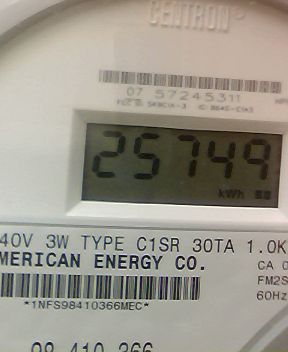 CENTRON®
07 57245311
25749
kWh
40V 3W TYPE C1SR 30TA 1.0K
MERICAN ENERGY CO.
CA 0
FM2S
60Hz
*1NFS98410366MEC*
98 410 366